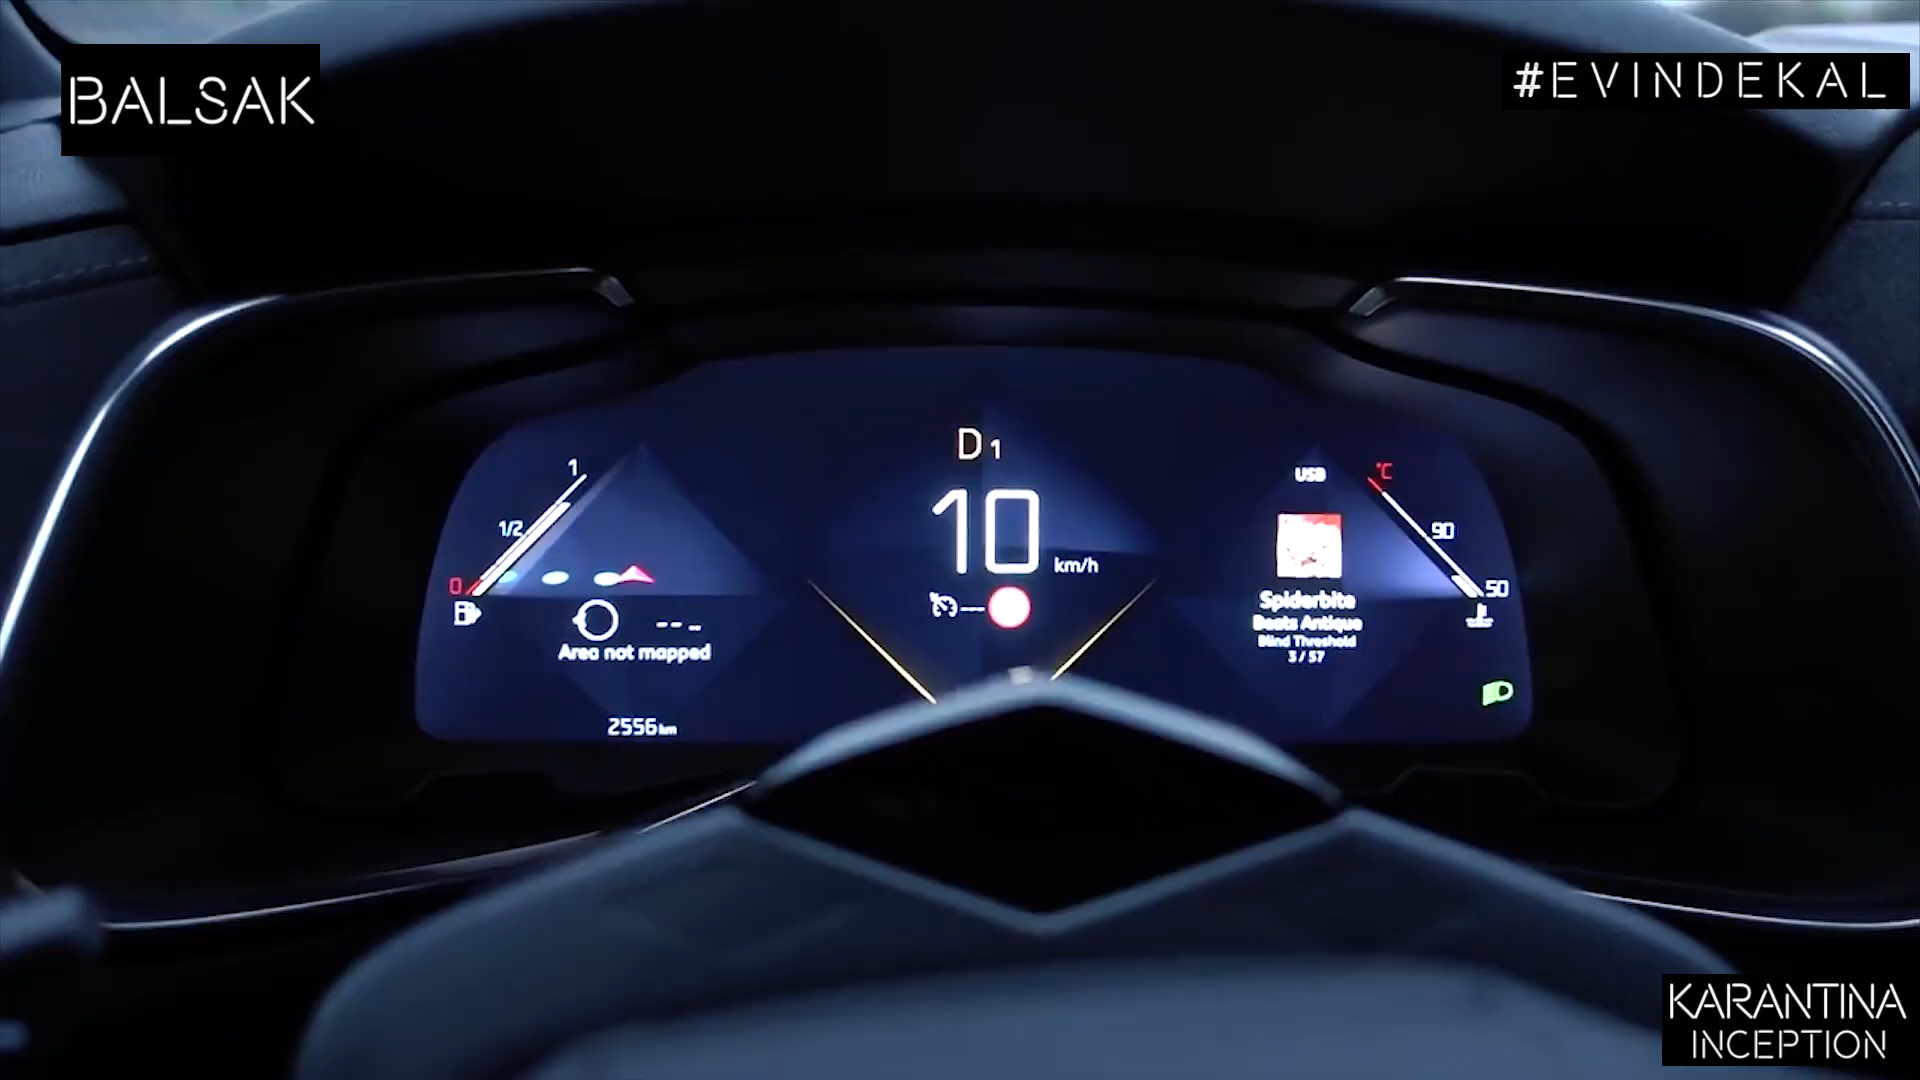 BALSAK
#EVINDEKAL
D 1
10
km/h
1
1/2
0
Area not mapped
2556 km
USB
Spiderbite
Beats Antique
Blind Threshold
3 / 57
°C
90
50
KARANTINA
INCEPTION